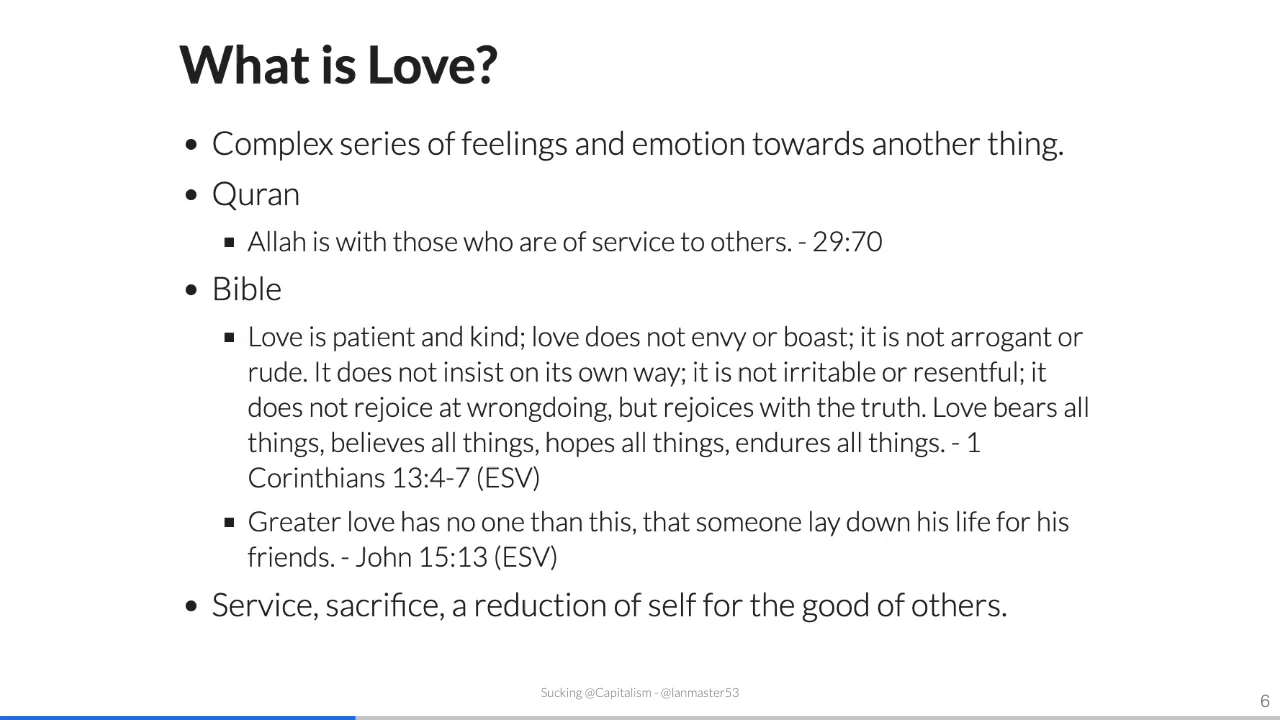 What is Love?
• Complex series of feelings and emotion towards another thing.
• Quran
▪ Allah is with those who are of service to others. - 29:70
• Bible
▪ Love is patient and kind; love does not envy or boast; it is not arrogant or
rude. It does not insist on its own way; it is not irritable or resentful; it
does not rejoice at wrongdoing, but rejoices with the truth. Love bears all
things, believes all things, hopes all things, endures all things. - 1
Corinthians 13:4-7 (ESV)
▪ Greater love has no one than this, that someone lay down his life for his
friends. - John 15:13 (ESV)
• Service, sacrifice, a reduction of self for the good of others.
Sucking @Capitalism - @lanmaster53
6